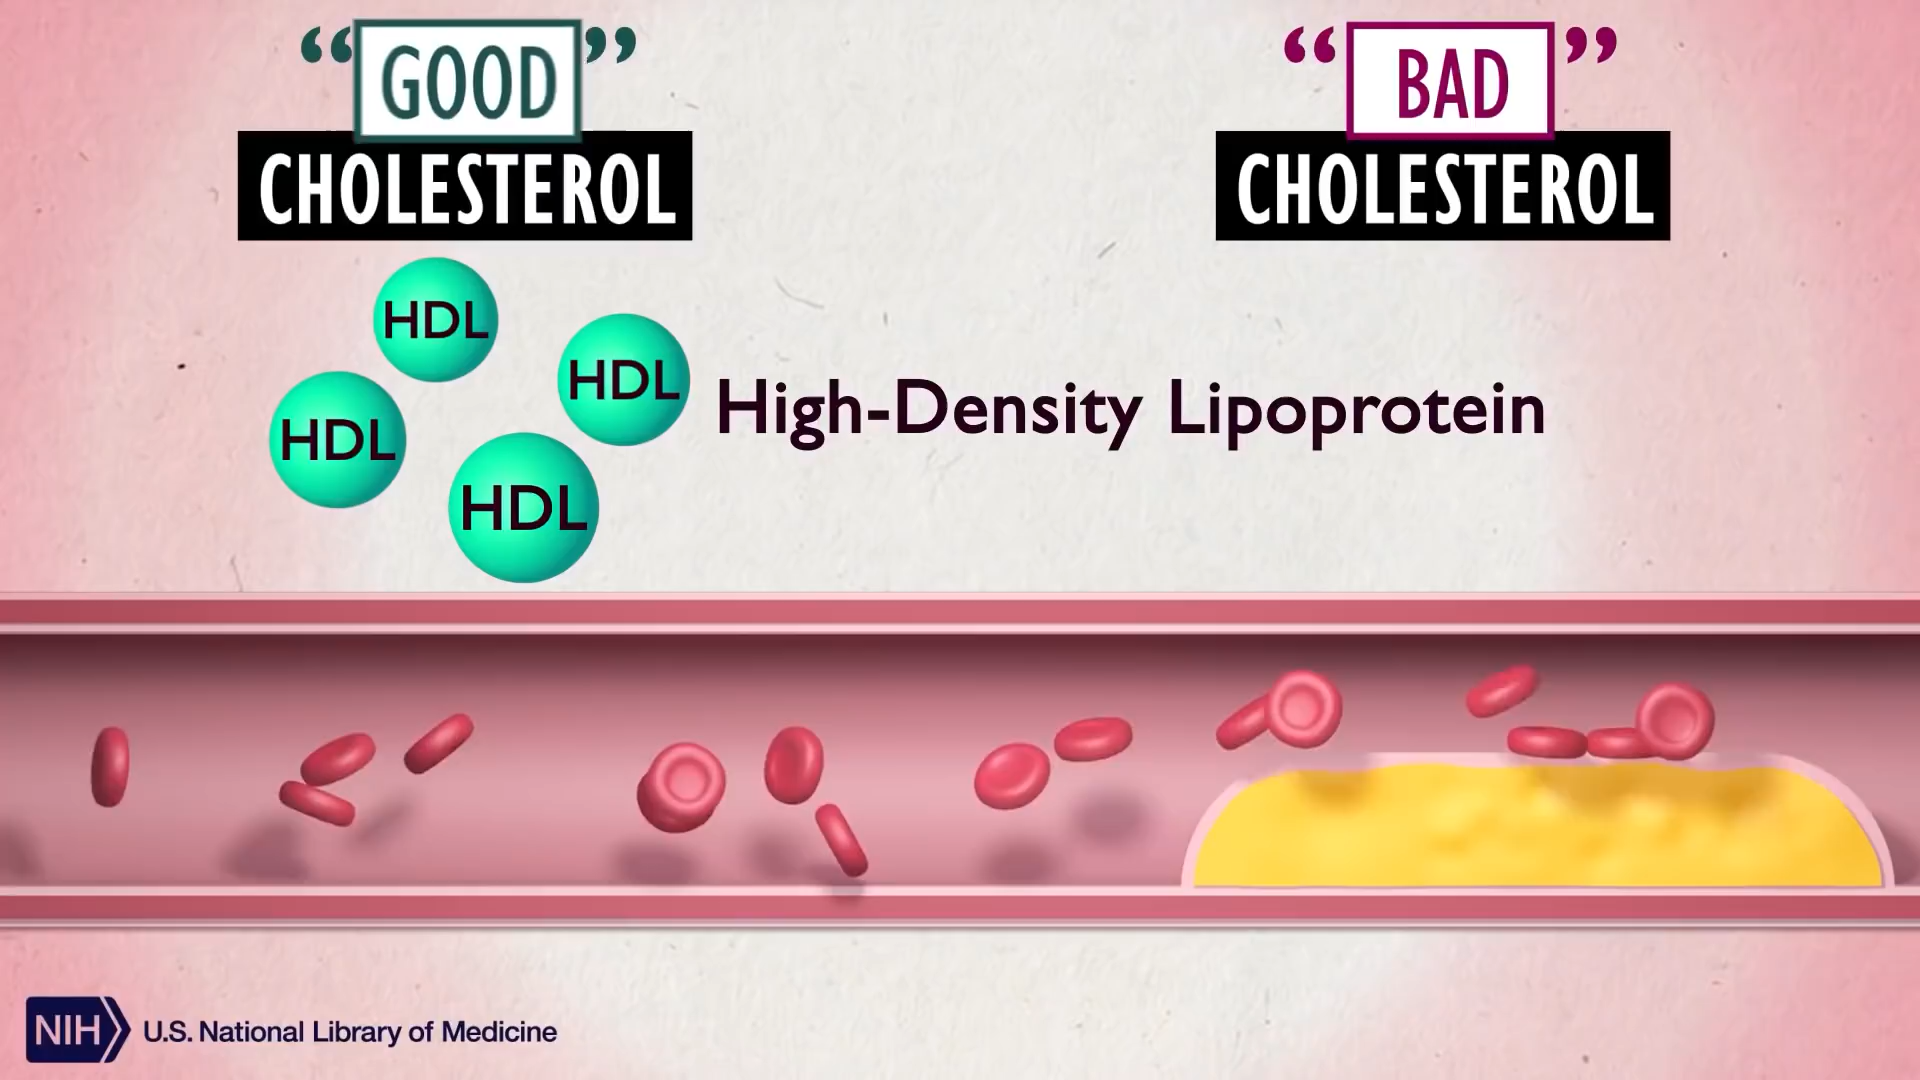 “GOOD”
CHOLESTEROL
“BAD”
CHOLESTEROL
HDL
HDL
HDL
HDL
High-Density Lipoprotein
NIH U.S. National Library of Medicine